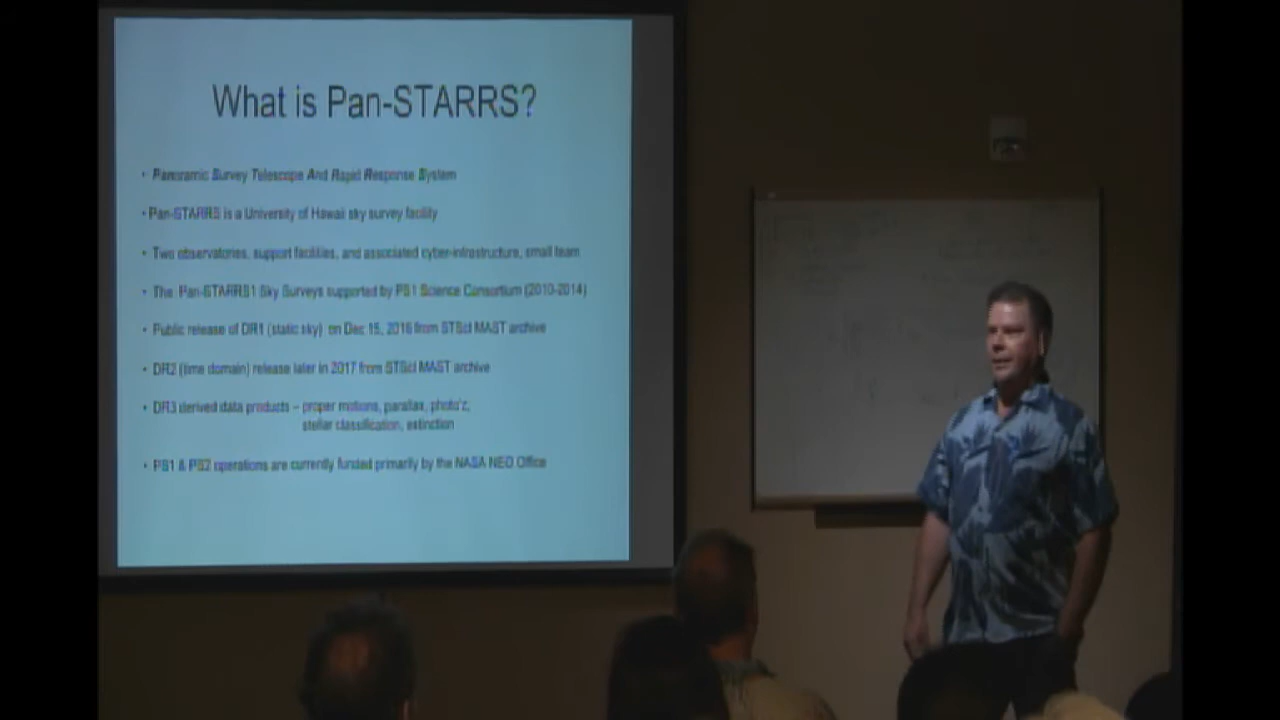 What is Pan-STARRS?
• Panoramic Survey Telescope And Rapid Response System
• Pan-STARRS is a University of Hawaii sky survey facility
• Two observatories, support facilities, and associated cyber-infrastructure, small team
• The Pan-STARRS1 Sky Surveys supported by PS1 Science Consortium (2010-2014)
• Public release of DR1 (static sky) on Dec 15, 2016 from STScI MAST archive
• DR2 (time domain) release later in 2017 from STScI MAST archive
• DR3 derived data products – proper motions, parallax, photo'z,
stellar classification, extinction
• PS1 & PS2 operations are currently funded primarily by the NASA NEO Office